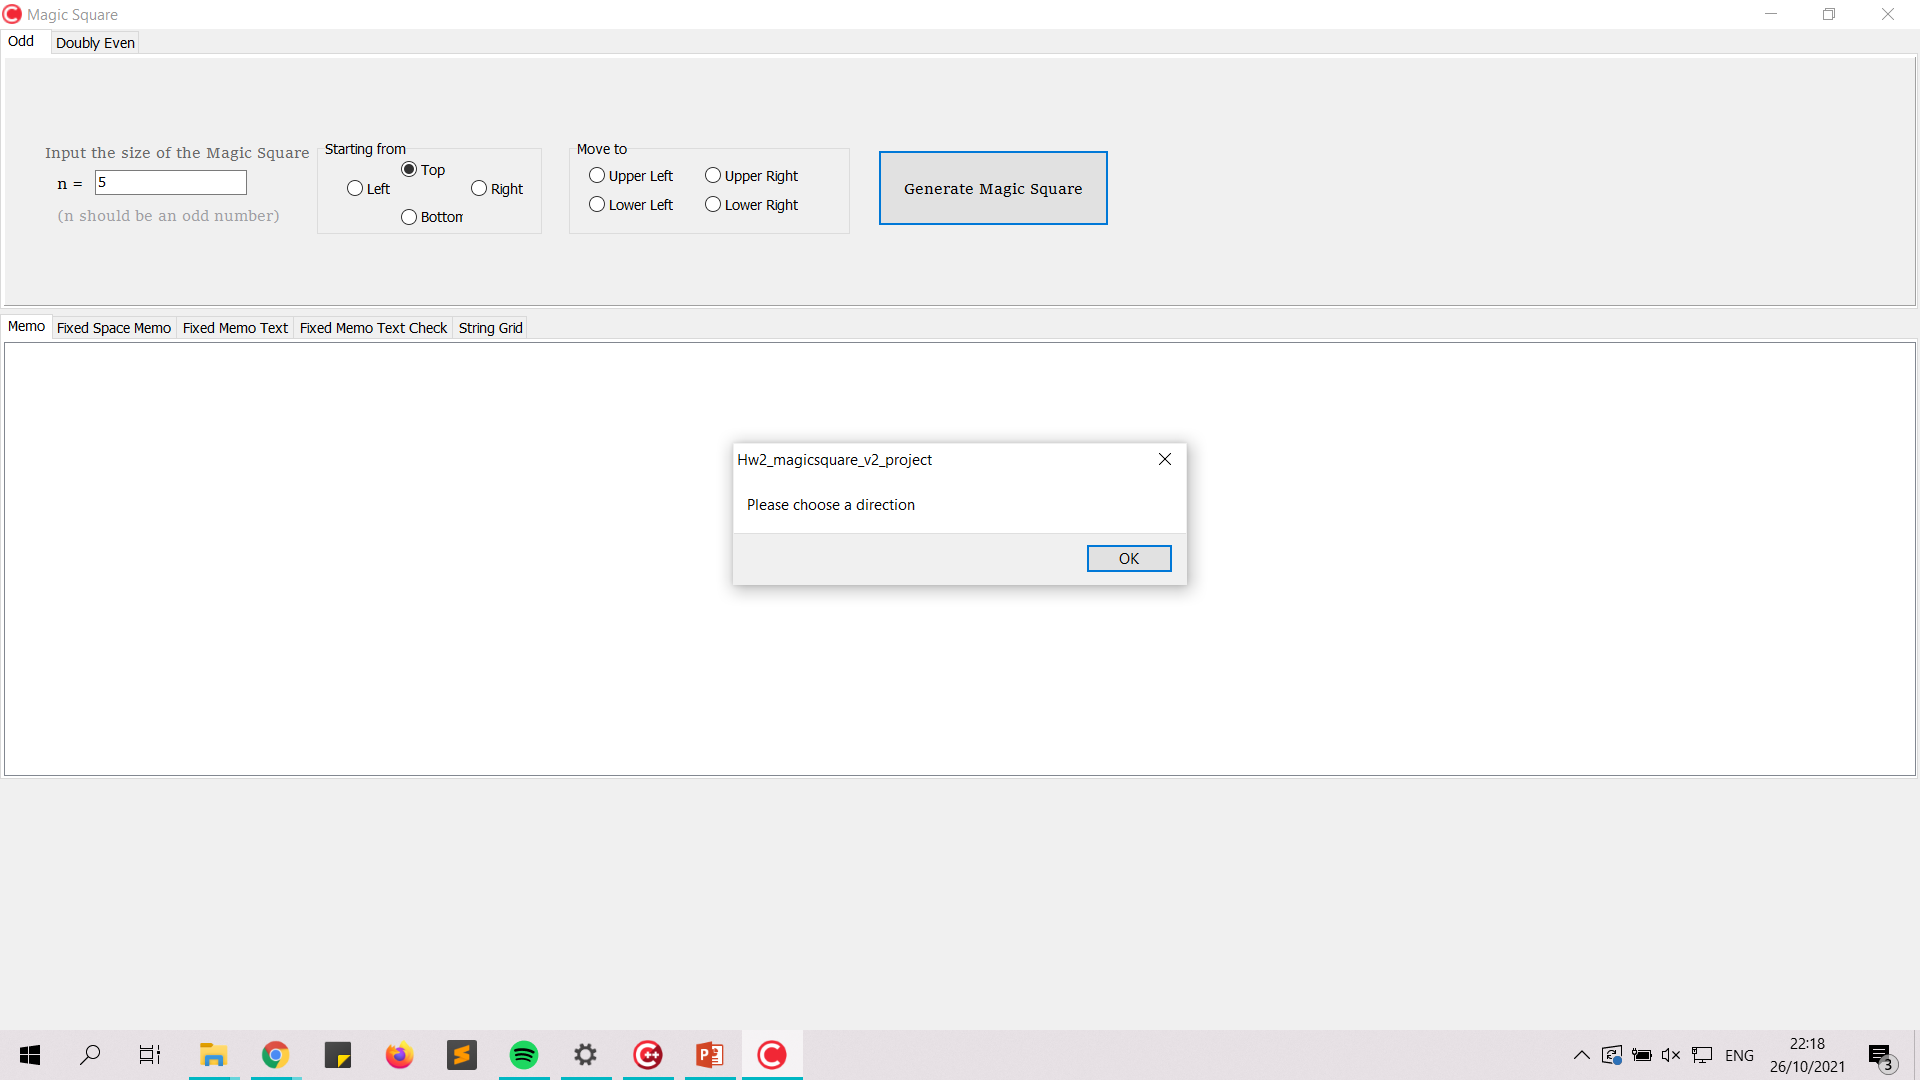 Magic Square
Odd
Doubly Even
Input the size of the Magic Square
n =
5
(n should be an odd number)
Starting from
Top
Left
Right
Bottom
Move to
Upper Left
Upper Right
Lower Left
Lower Right
Generate Magic Square
Memo
Fixed Space Memo
Fixed Memo Text
Fixed Memo Text Check
String Grid
Hw2_magicsquare_v2_project
Please choose a direction
OK
ENG
22:18
26/10/2021
3